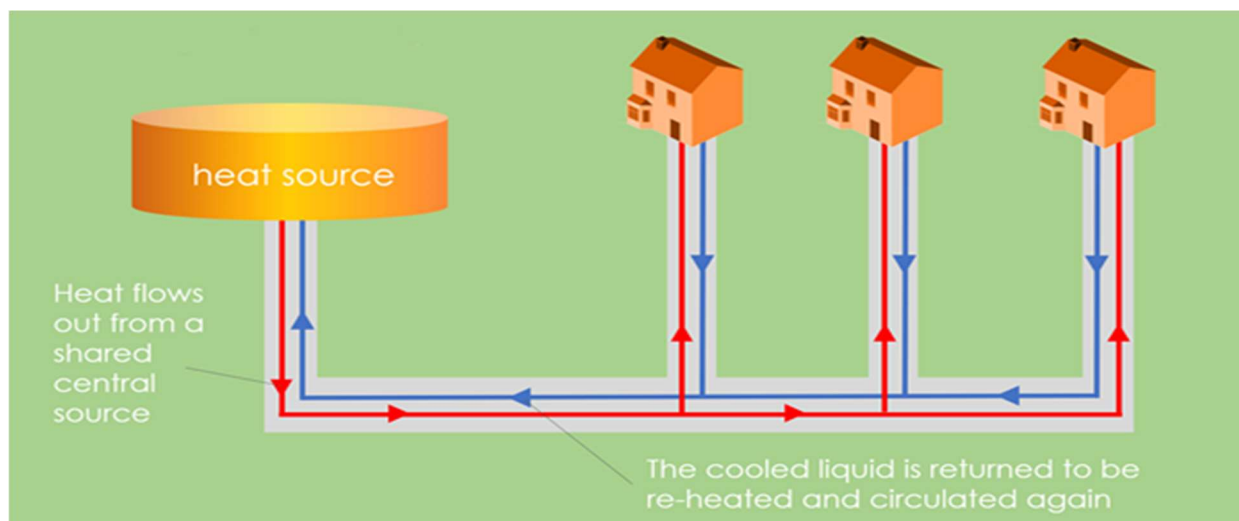 heat source
Heat flows
out from a
shared
central
source
The cooled liquid is returned to be
re-heated and circulated again